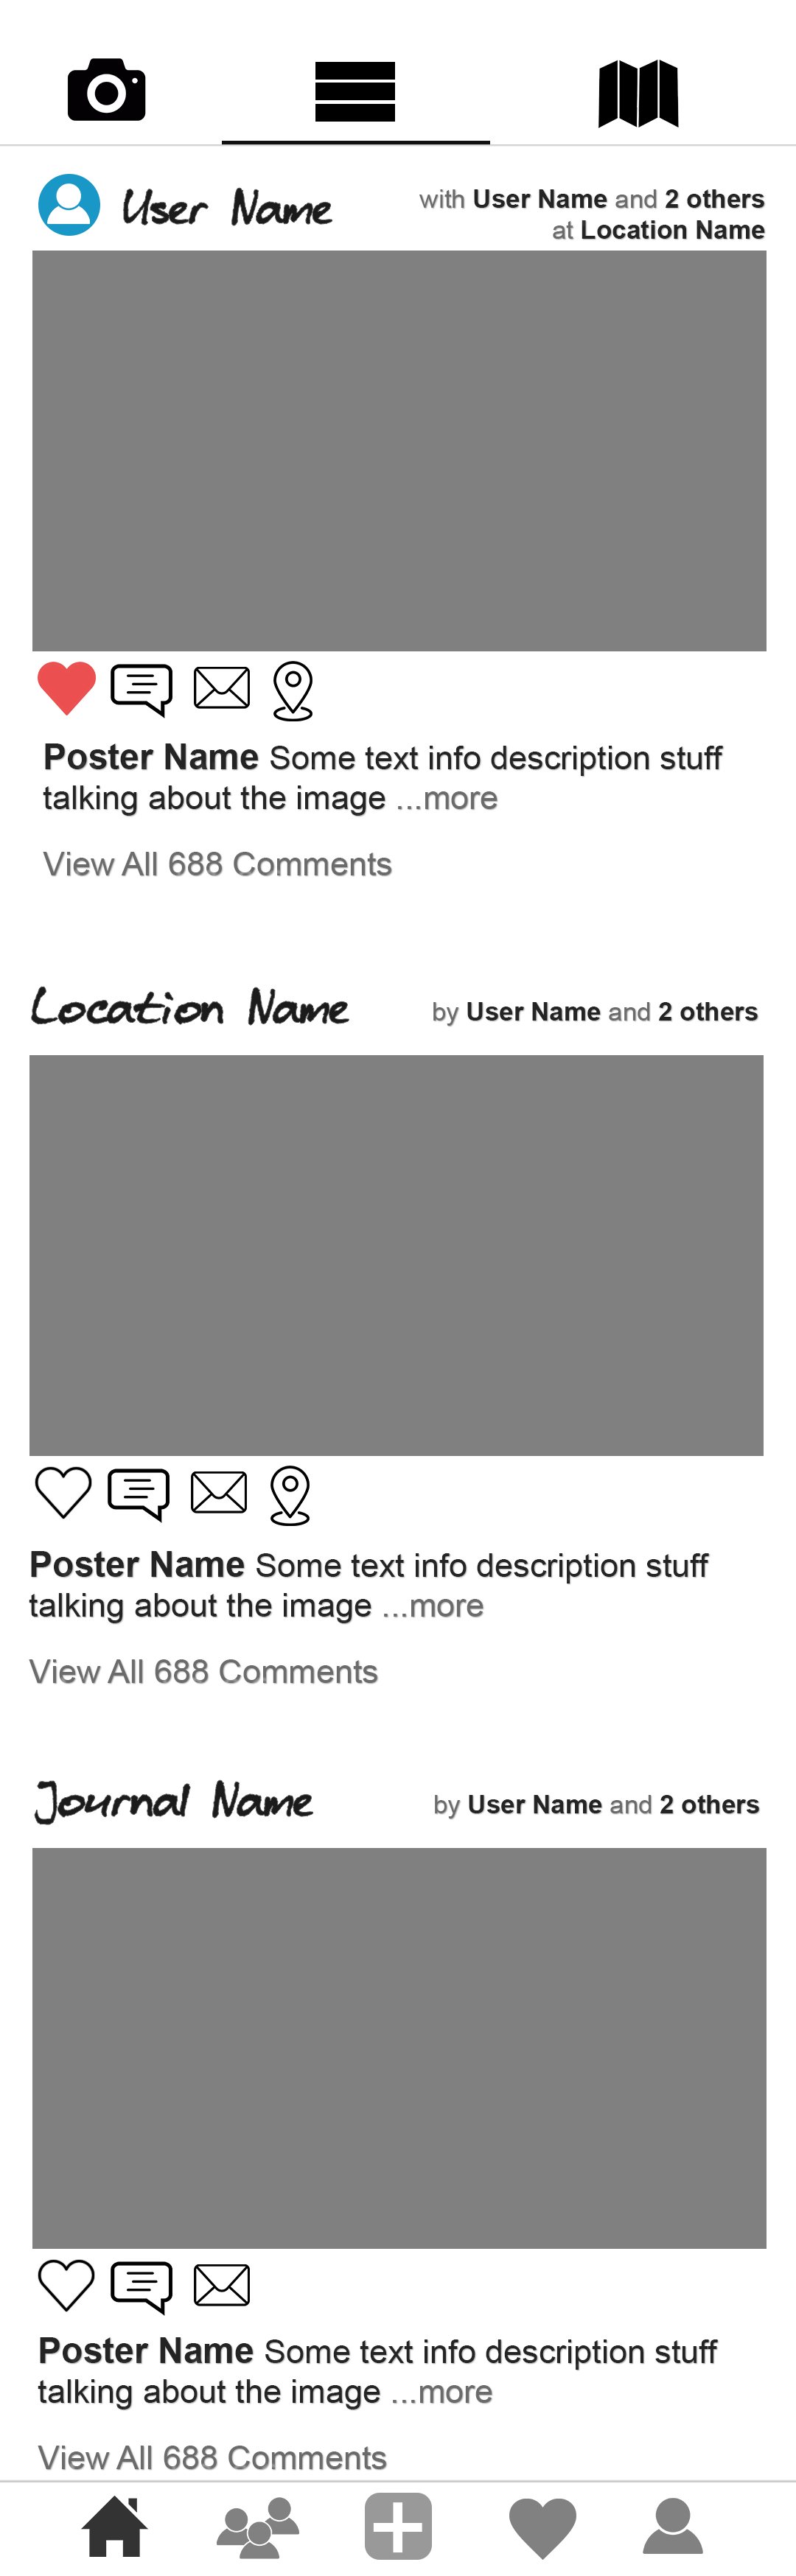 User Name
with User Name and 2 others
at Location Name
Poster Name Some text info description stuff
talking about the image ...more
View All 688 Comments
Location Name
by User Name and 2 others
Poster Name Some text info description stuff
talking about the image ...more
View All 688 Comments
Journal Name
by User Name and 2 others
Poster Name Some text info description stuff
talking about the image ...more
View All 688 Comments